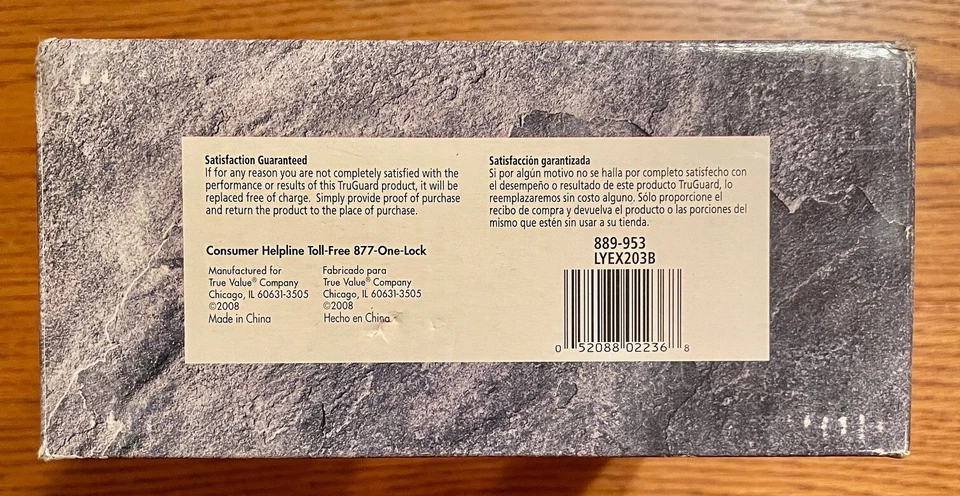 Satisfaction Guaranteed
If for any reason you are not completely satisfied with the
performance or results of this TruGuard product, it will be
replaced free of charge. Simply provide proof of purchase
and return the product to the place of purchase.
Consumer Helpline Toll-Free 877-One-Lock
Manufactured for
True Value® Company
Chicago, IL 60631-3505
©2008
Made in China
Fabricado para
True Value® Company
Chicago, IL 60631-3505
©2008
Hecho en China
Satisfacción garantizada
Si por algún motivo no se halla por completo satisfecho con
el desempeño o resultado de este producto TruGuard, lo
reemplazaremos sin costo alguno. Sólo proporcione el
recibo de compra y devuelva el producto o las porciones del
mismo que estén sin usar a su tienda.
889-953
LYEX203B
0 52088 02236 8